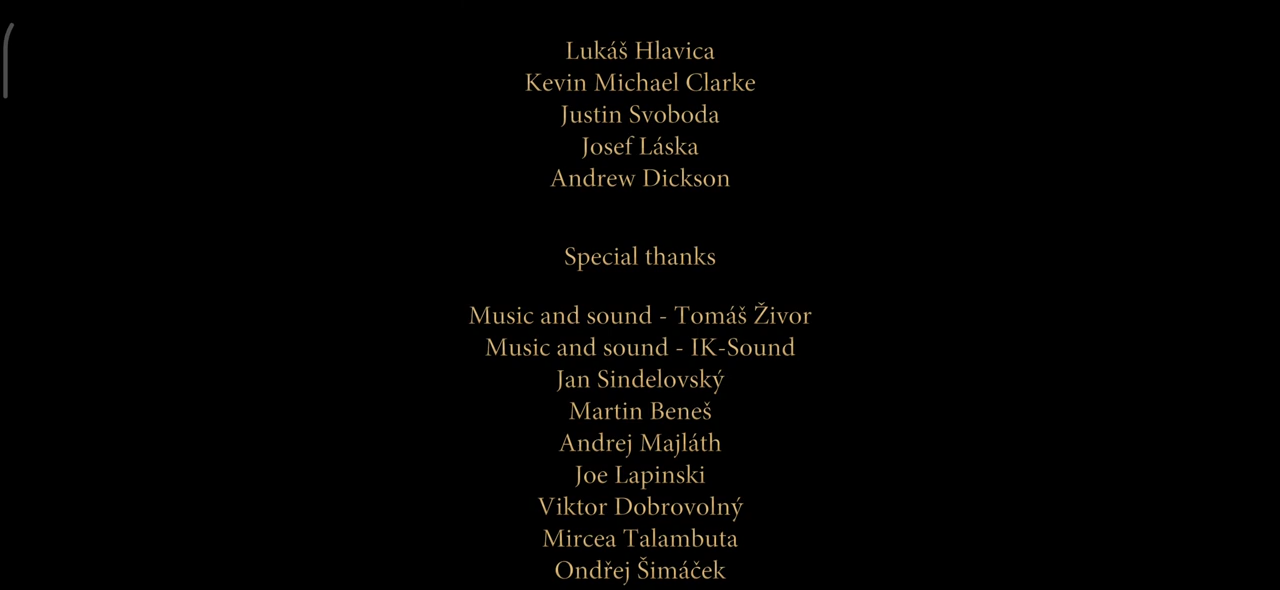 Lukáš Hlavica
Kevin Michael Clarke
Justin Svoboda
Josef Láska
Andrew Dickson
Special thanks
Music and sound - Tomáš Živor
Music and sound - IK-Sound
Jan Sindelovský
Martin Beneš
Andrej Majláth
Joe Lapinski
Viktor Dobrovolný
Mircea Talambuta
Ondřej Šimáček